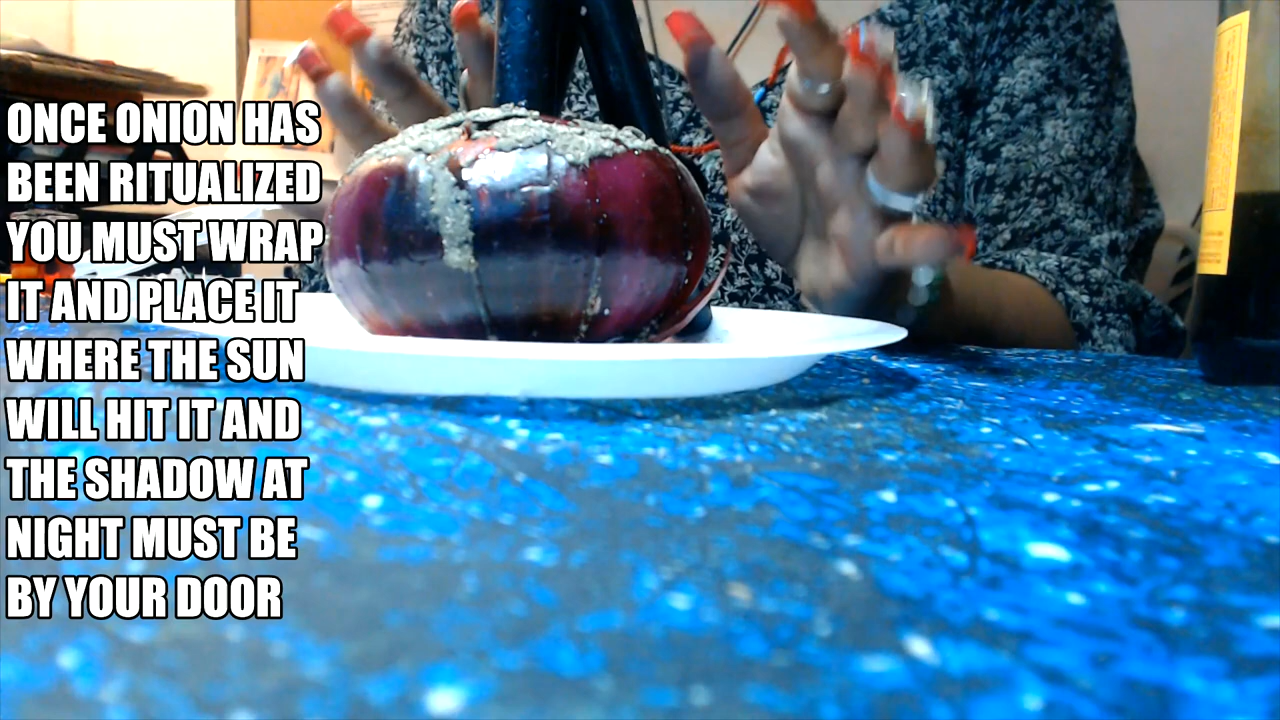 ONCE ONION HAS
BEEN RITUALIZED
YOU MUST WRAP
IT AND PLACE IT
WHERE THE SUN
WILL HIT IT AND
THE SHADOW AT
NIGHT MUST BE
BY YOUR DOOR